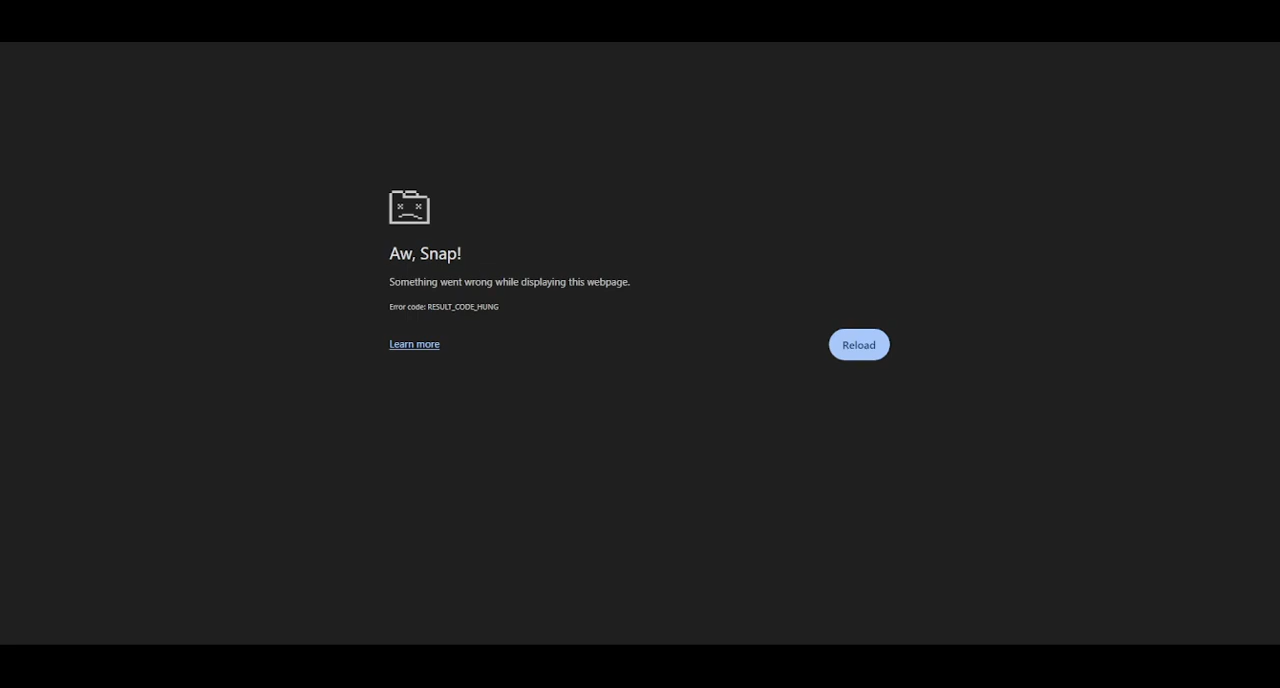 Aw, Snap!
Something went wrong while displaying this webpage.
Error code: RESULT_CODE_HUNG
Learn more
Reload